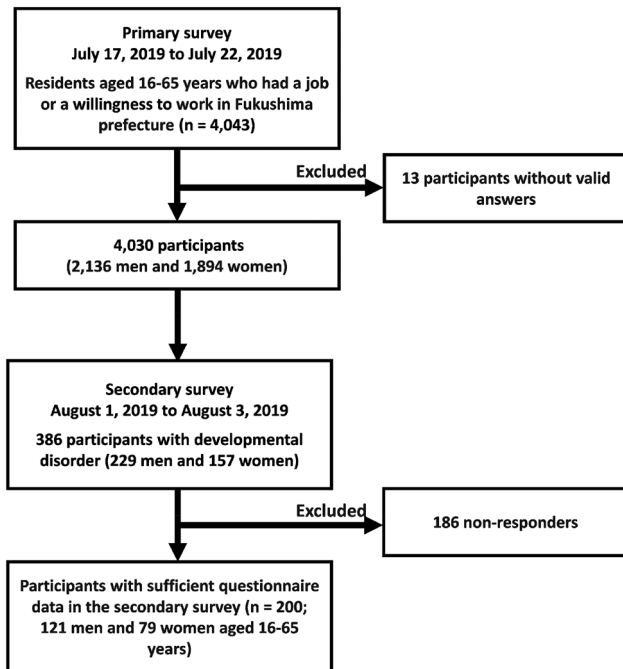 Primary survey
July 17, 2019 to July 22, 2019
Residents aged 16-65 years who had a job
or a willingness to work in Fukushima
prefecture (n = 4,043)
Excluded
13 participants without valid
answers
4,030 participants
(2,136 men and 1,894 women)
Secondary survey
August 1, 2019 to August 3, 2019
386 participants with developmental
disorder (229 men and 157 women)
Excluded
186 non-responders
Participants with sufficient questionnaire
data in the secondary survey (n = 200;
121 men and 79 women aged 16-65
years)